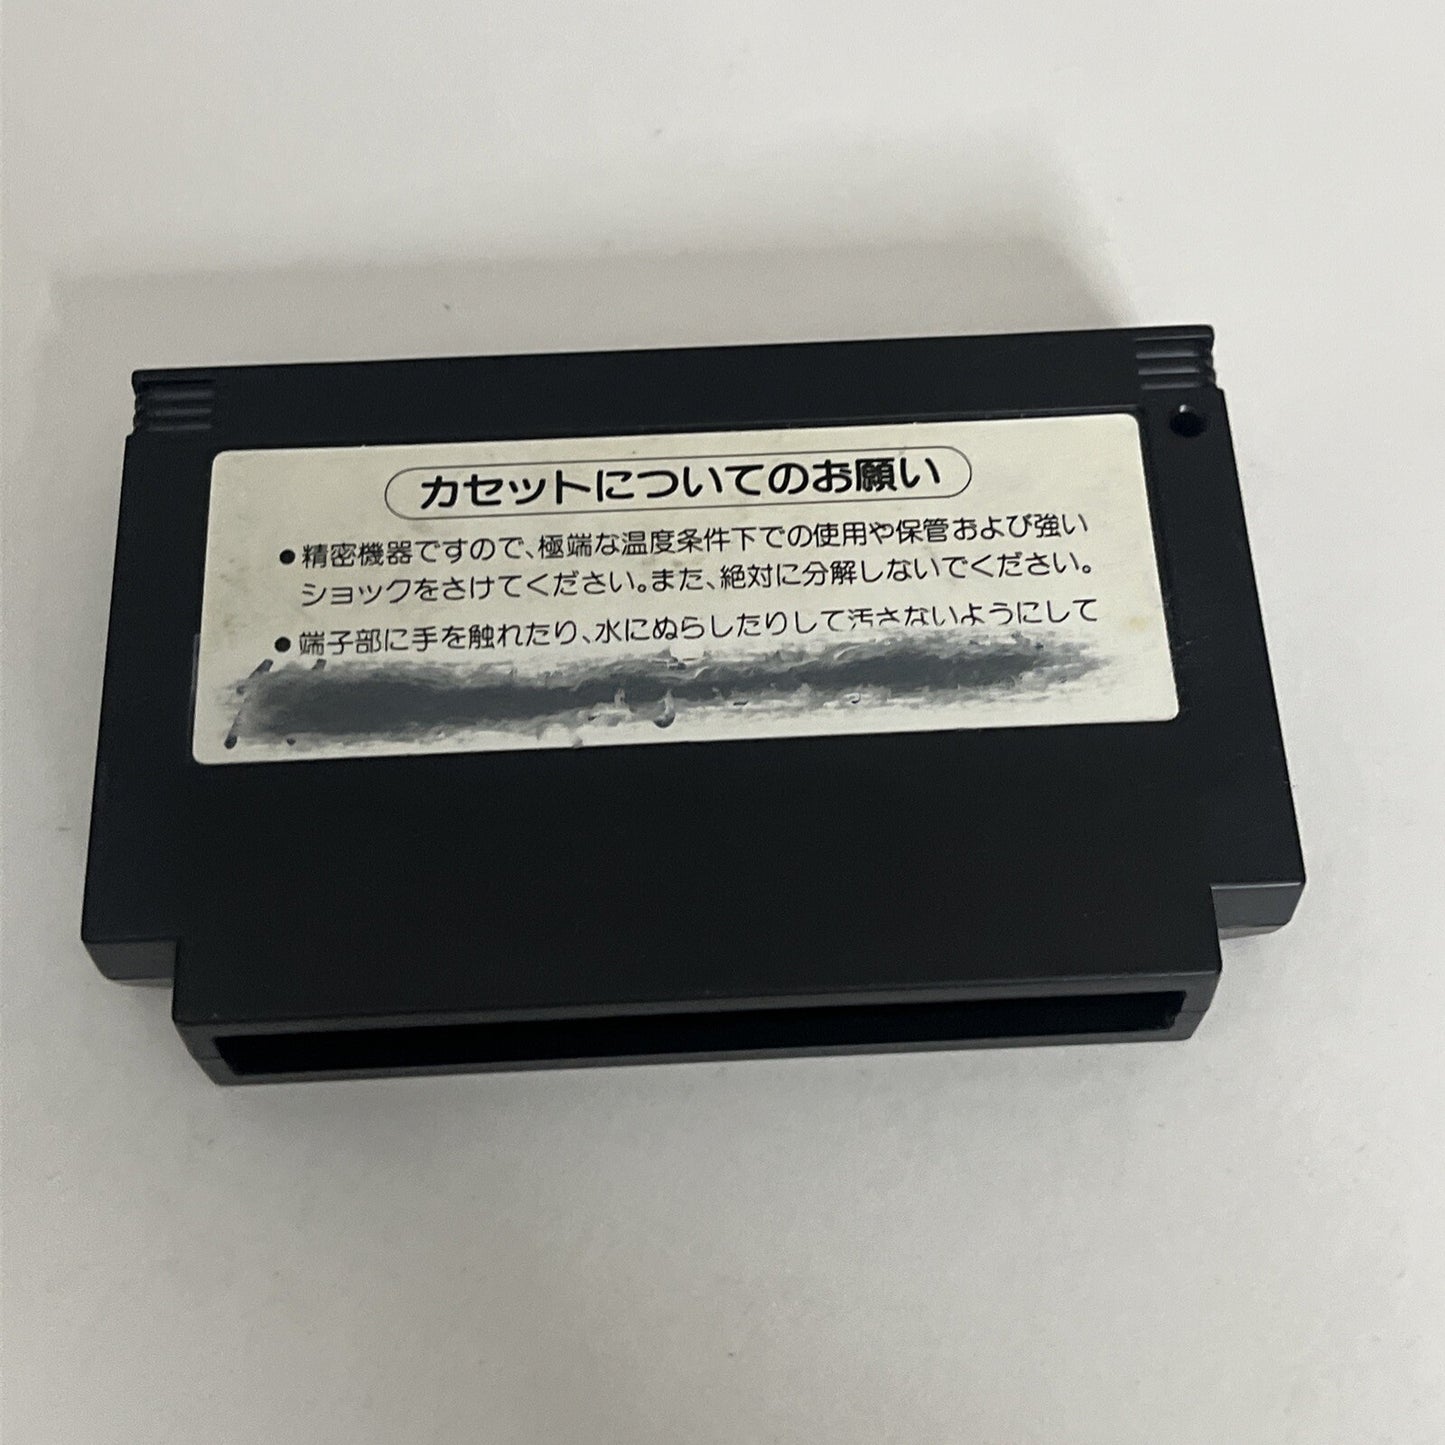 カセットについてのお願い
●精密機器ですので、極端な温度条件下での使用や保管および強い
ショックをさけてください。また、絶対に分解しないでください。
●端子部に手を触れたり、水にぬらしたりして汚さないようにして